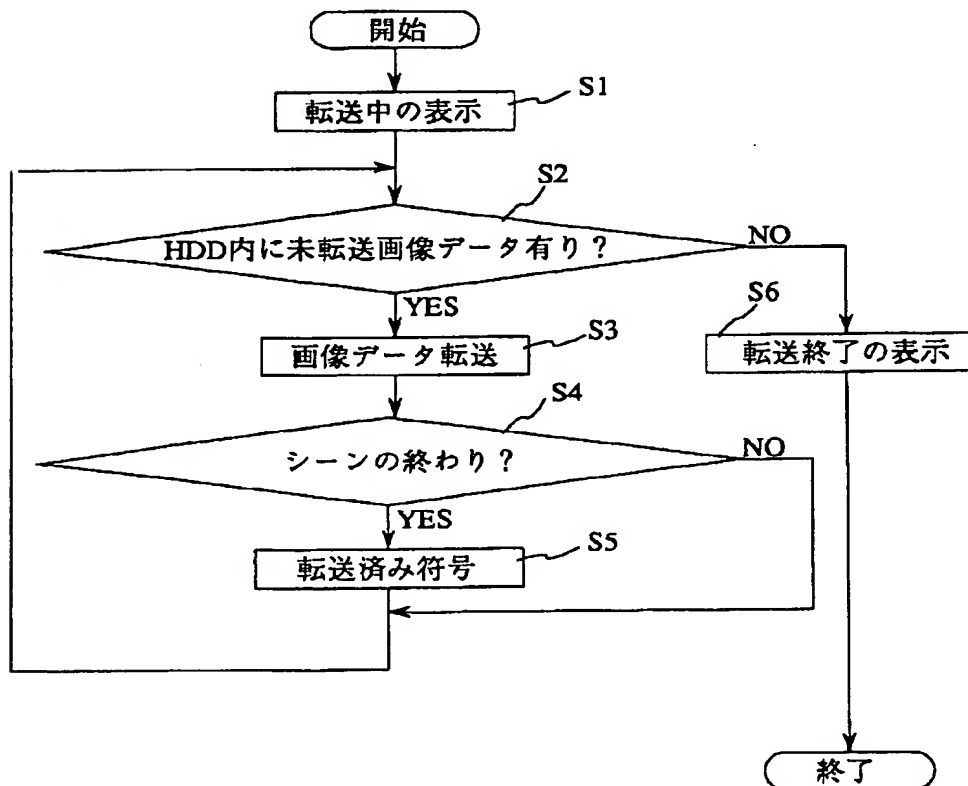 開始
S1
転送中の表示
S2
HDD内に未転送画像データ有り？
NO
YES
S6
S3
転送終了の表示
画像データ転送
S4
シーンの終わり？
NO
YES
S5
転送済み符号
終了